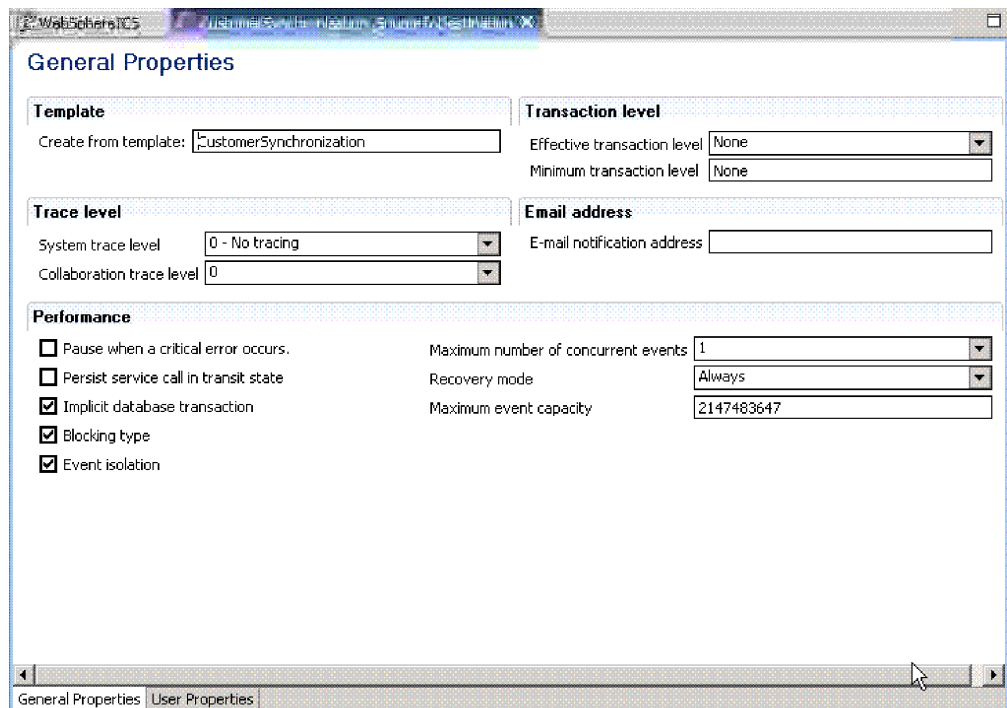 WebSphereICS
General Properties
Template
Create from template: CustomerSynchronization
Transaction level
Effective transaction level None
Minimum transaction level None
Trace level
System trace level 0 - No tracing
Collaboration trace level 0
Email address
E-mail notification address
Performance
Pause when a critical error occurs.
Persist service call in transit state
Implicit database transaction
Blocking type
Event isolation
Maximum number of concurrent events 1
Recovery mode Always
Maximum event capacity 2147483647
General Properties User Properties